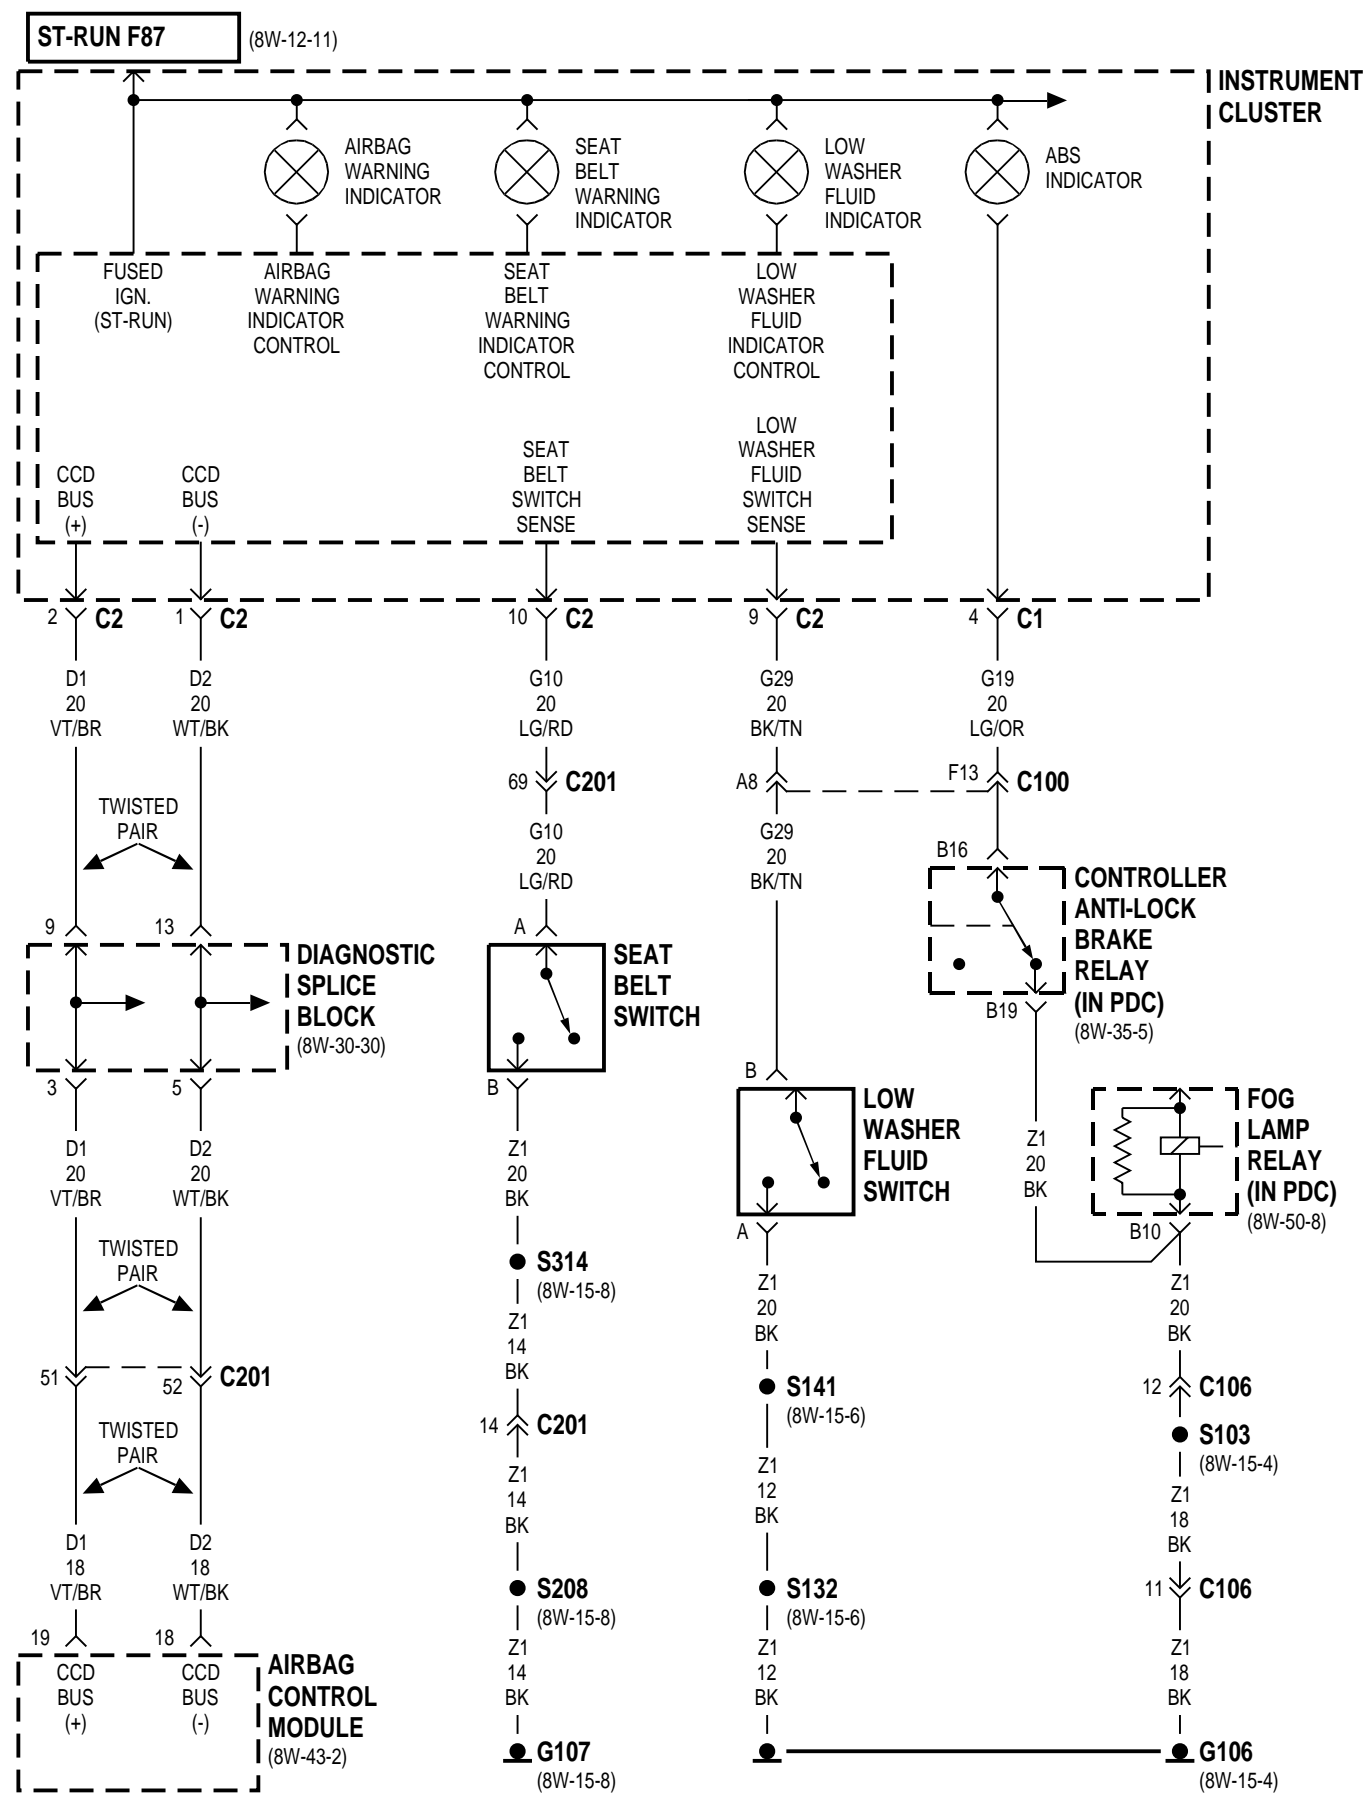 ST-RUN F87
(8W-12-11)
INSTRUMENT
CLUSTER
AIRBAG
WARNING
INDICATOR
SEAT
BELT
WARNING
INDICATOR
LOW
WASHER
FLUID
INDICATOR
ABS
INDICATOR
FUSED
IGN.
(ST-RUN)
AIRBAG
WARNING
INDICATOR
CONTROL
SEAT
BELT
WARNING
INDICATOR
CONTROL
LOW
WASHER
FLUID
INDICATOR
CONTROL
CCD
BUS
(+)
CCD
BUS
(-)
SEAT
BELT
SWITCH
SENSE
LOW
WASHER
FLUID
SWITCH
SENSE
2 C2
1 C2
10 C2
9 C2
4 C1
D1
20
VT/BR
D2
20
WT/BK
G10
20
LG/RD
G29
20
BK/TN
G19
20
LG/OR
69 C201
A8
F13 C100
TWISTED
PAIR
G10
20
LG/RD
G29
20
BK/TN
B16
CONTROLLER
ANTI-LOCK
BRAKE
RELAY
(IN PDC)
(8W-35-5)
B19
9
13
DIAGNOSTIC
SPLICE
BLOCK
(8W-30-30)
3
5
A
SEAT
BELT
SWITCH
B
B
LOW
WASHER
FLUID
SWITCH
A
FOG
LAMP
RELAY
(IN PDC)
(8W-50-8)
B10
D1
20
VT/BR
D2
20
WT/BK
Z1
20
BK
Z1
20
BK
TWISTED
PAIR
S314
(8W-15-8)
Z1
20
BK
Z1
20
BK
51
52 C201
Z1
14
BK
S141
(8W-15-6)
12 C106
S103
(8W-15-4)
TWISTED
PAIR
14 C201
Z1
14
BK
Z1
12
BK
Z1
18
BK
D1
18
VT/BR
D2
18
WT/BK
S208
(8W-15-8)
S132
(8W-15-6)
11 C106
19
18
CCD
BUS
(+)
CCD
BUS
(-)
AIRBAG
CONTROL
MODULE
(8W-43-2)
Z1
14
BK
Z1
12
BK
Z1
18
BK
G107
(8W-15-8)
G106
(8W-15-4)